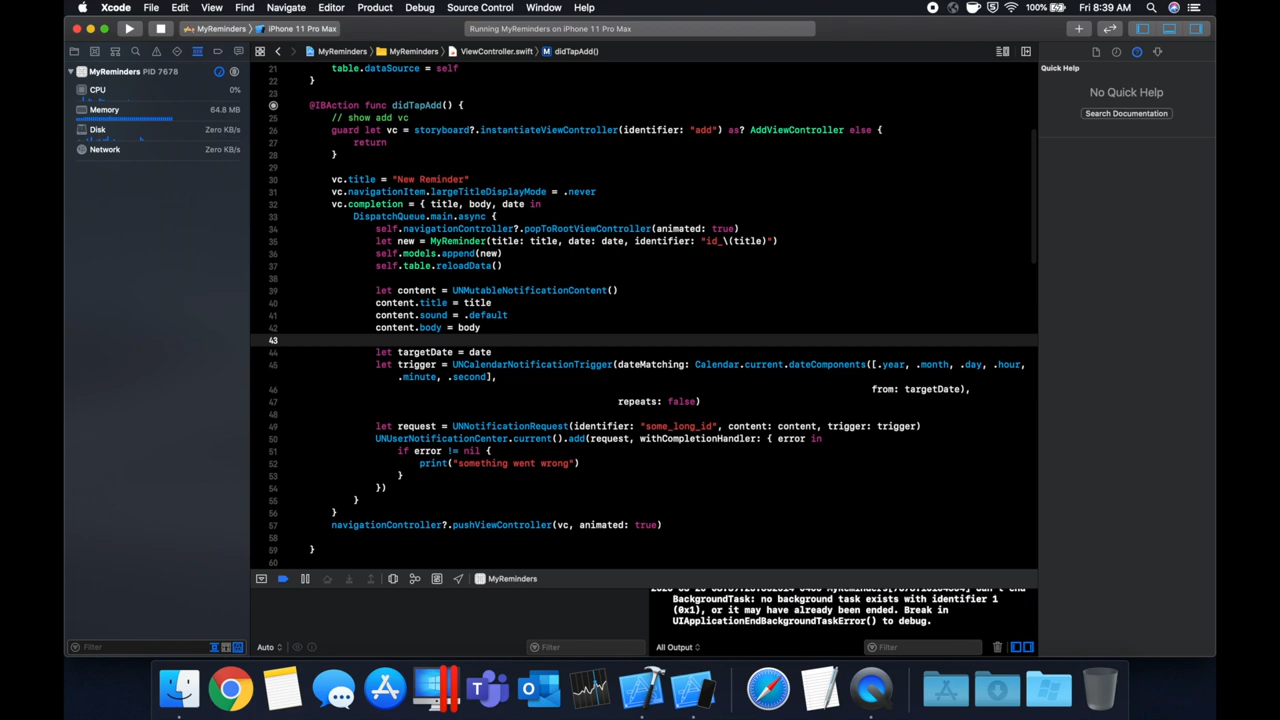 Xcode File Edit View Find Navigate Editor Product Debug Source Control Window Help 100% Fri 8:39 AM
MyReminders iPhone 11 Pro Max Running MyReminders on iPhone 11 Pro Max
MyReminders MyReminders ViewController.swift M didTapAdd()
MyReminders PID 7678
CPU 0%
Memory 64.8 MB
Disk Zero KB/s
Network Zero KB/s
21 table.dataSource = self
22 }
23
@IBAction func didTapAdd() {
25 // show add vc
26 guard let vc = storyboard?.instantiateViewController(identifier: "add") as? AddViewController else {
27 return
28 }
29
30 vc.title = "New Reminder"
31 vc.navigationItem.largeTitleDisplayMode = .never
32 vc.completion = { title, body, date in
33 DispatchQueue.main.async {
34 self.navigationController?.popToRootViewController(animated: true)
35 let new = MyReminder(title: title, date: date, identifier: "id_\(title)")
36 self.models.append(new)
37 self.table.reloadData()
38
39 let content = UNMutableNotificationContent()
40 content.title = title
41 content.sound = .default
42 content.body = body
43
44 let targetDate = date
45 let trigger = UNCalendarNotificationTrigger(dateMatching: Calendar.current.dateComponents([.year, .month, .day, .hour,
.minute, .second],
46 from: targetDate),
47 repeats: false)
48
49 let request = UNNotificationRequest(identifier: "some_long_id", content: content, trigger: trigger)
50 UNUserNotificationCenter.current().add(request, withCompletionHandler: { error in
51 if error != nil {
52 print("something went wrong")
53 }
54 })
55 }
56 }
57 navigationController?.pushViewController(vc, animated: true)
58
59 }
60
Quick Help
No Quick Help
Search Documentation
MyReminders
BackgroundTask: no background task exists with identifier 1
(0x1), or it may have already been ended. Break in
UIApplicationEndBackgroundTaskError() to debug.
Filter Auto Filter All Output Filter